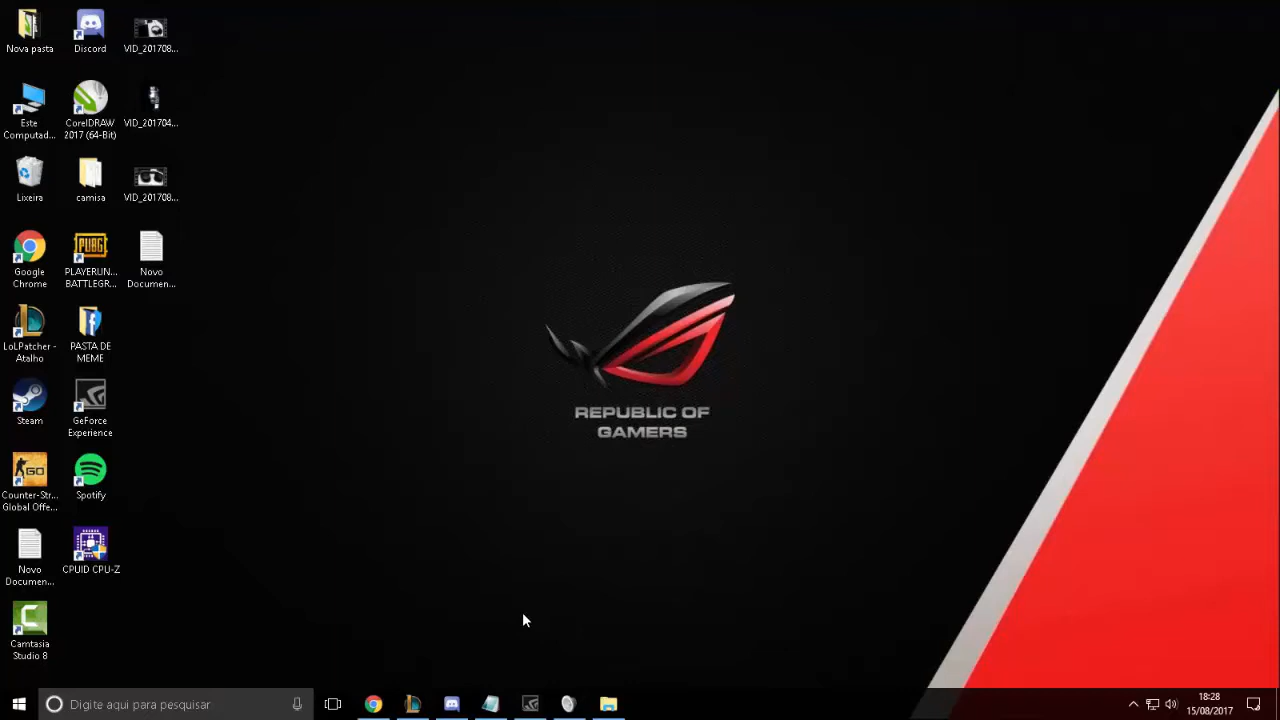 Nova pasta
Discord
VID_201708...
Este
Computad...
CorelDRAW
2017 (64-Bit)
VID_201704...
Lixeira
camisa
VID_201708...
Google
Chrome
PUBG
PLAYERUN...
BATTLEGR...
Novo
Documen...
LoLPatcher -
Atalho
PASTA DE
MEME
Steam
GeForce
Experience
GO
Counter-Str...
Global Offe...
Spotify
Novo
Documen...
CPUID CPU-Z
Camtasia
Studio 8
REPUBLIC OF
GAMERS
Digite aqui para pesquisar
18:28
15/08/2017